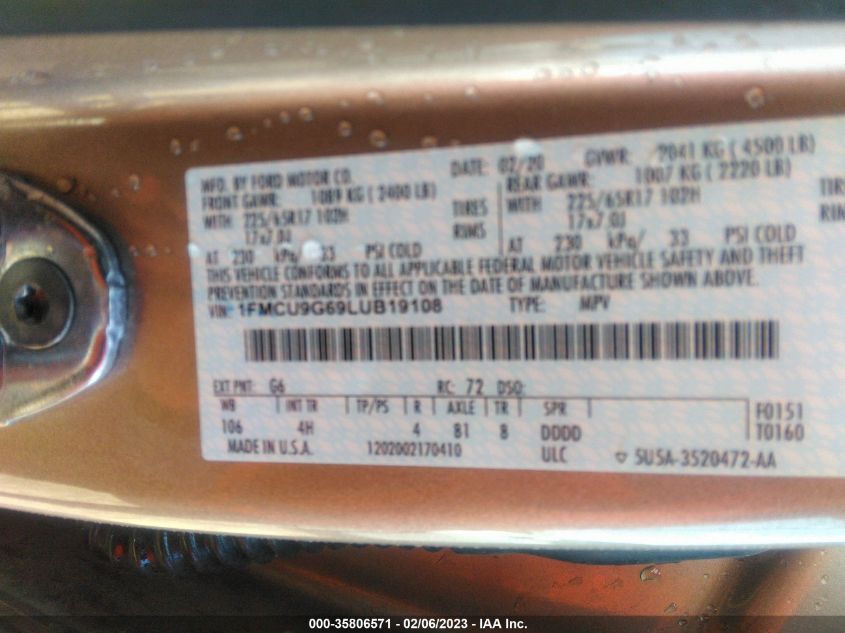 MFD. BY FORD MOTOR CO. DATE: 02/20 GVWR: 2041 KG ( 4500 LB)
FRONT GAWR: 1089 KG ( 2400 LB) REAR GAWR: 1007 KG ( 2220 LB)
WITH 225/65R17 102H TIRES WITH 225/65R17 102H TIRE
17x7.0J RIMS 17x7.0J RIM
AT 230 kPa/ 33 PSI COLD AT 230 kPa/ 33 PSI COLD
THIS VEHICLE CONFORMS TO ALL APPLICABLE FEDERAL MOTOR VEHICLE SAFETY AND THEFT
PREVENTION STANDARDS IN EFFECT ON THE DATE OF MANUFACTURE SHOWN ABOVE.
VIN: 1FMCU9G69LUB19108 TYPE: MPV
EXT PNT: G6 RC: 72 DSO:
WB INT TR TP/PS R AXLE TR SPR F0151
106 4H 4 81 8 DDDD T0160
MADE IN U.S.A. 1202002170410 ULC 5U5A-3520472-AA
000-35806571 - 02/06/2023 - IAA Inc.